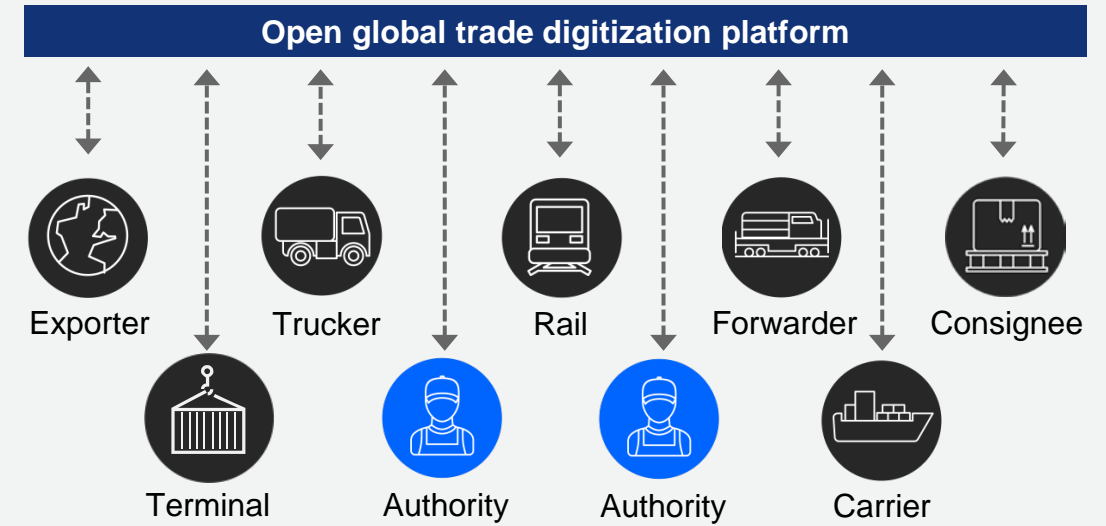 Open global trade digitization platform
Exporter
Trucker
Rail
Forwarder
Consignee
Terminal
Authority
Authority
Carrier